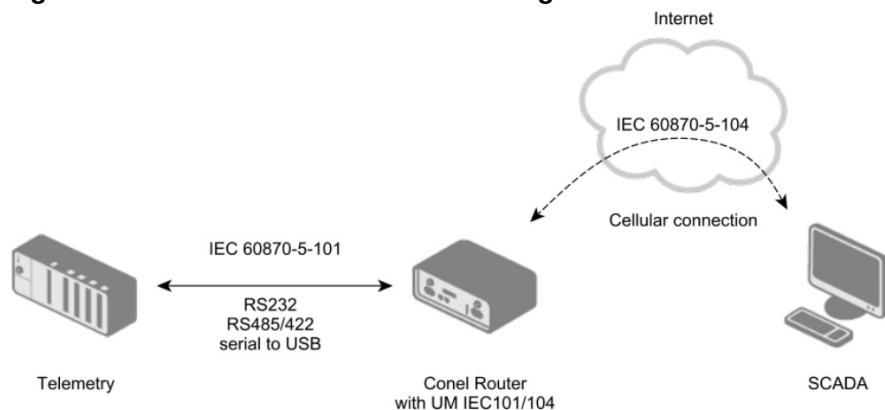 Internet
IEC 60870-5-104
Cellular connection
IEC 60870-5-101
RS232
RS485/422
serial to USB
Telemetry
Conel Router
with UM IEC101/104
SCADA